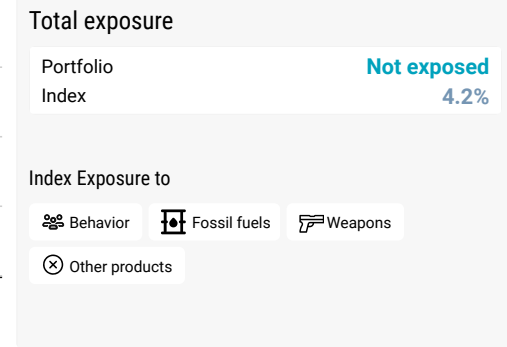 Total exposure
Portfolio Not exposed
Index 4.2%
Index Exposure to
Behavior Fossil fuels Weapons
Other products